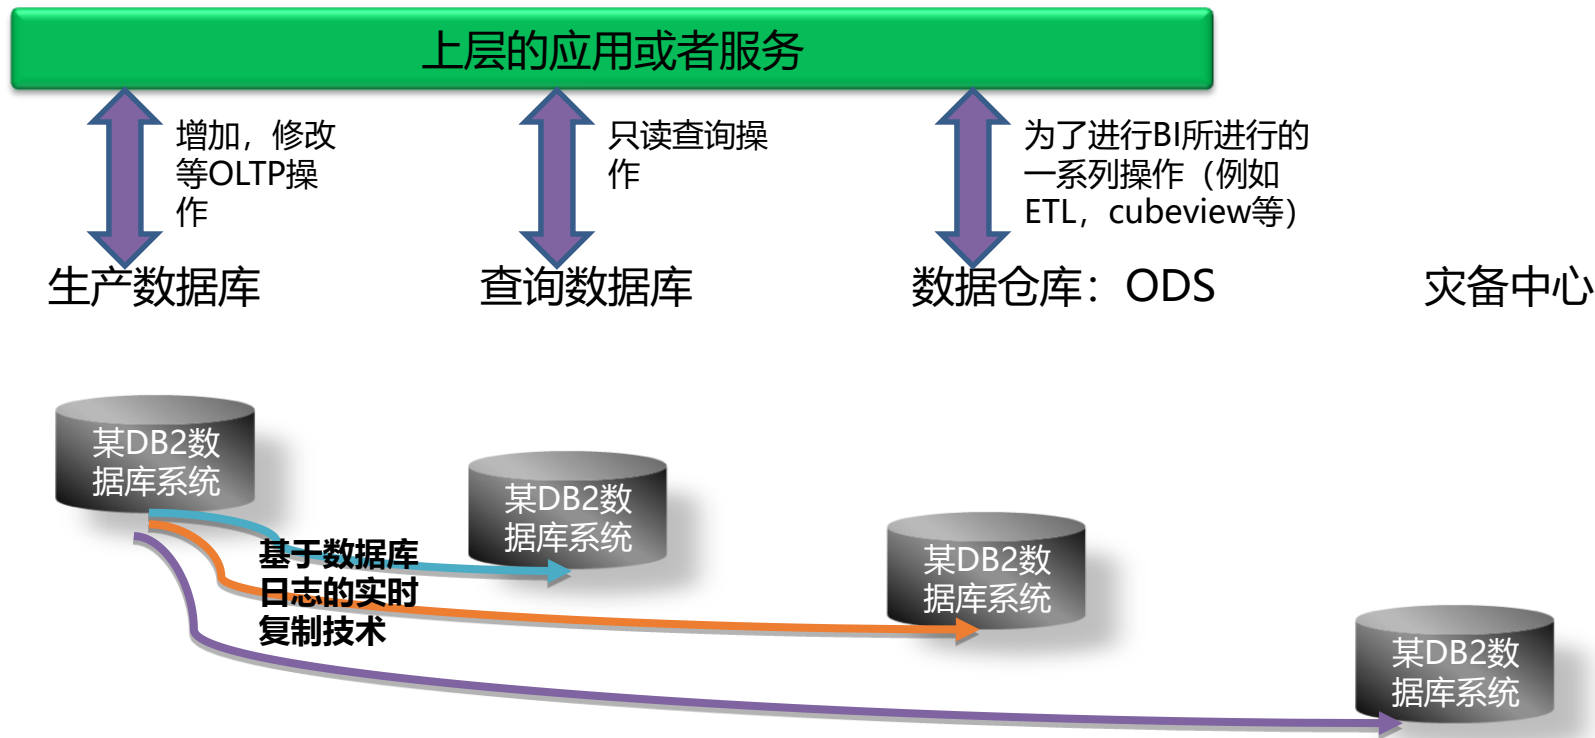 上层的应用或者服务
增加，修改
等OLTP操
作
只读查询操
作
为了进行BI所进行的
一系列操作（例如
ETL，cubeview等）
生产数据库
查询数据库
数据仓库：ODS
灾备中心
某DB2数
据库系统
某DB2数
据库系统
某DB2数
据库系统
某DB2数
据库系统
基于数据库
日志的实时
复制技术